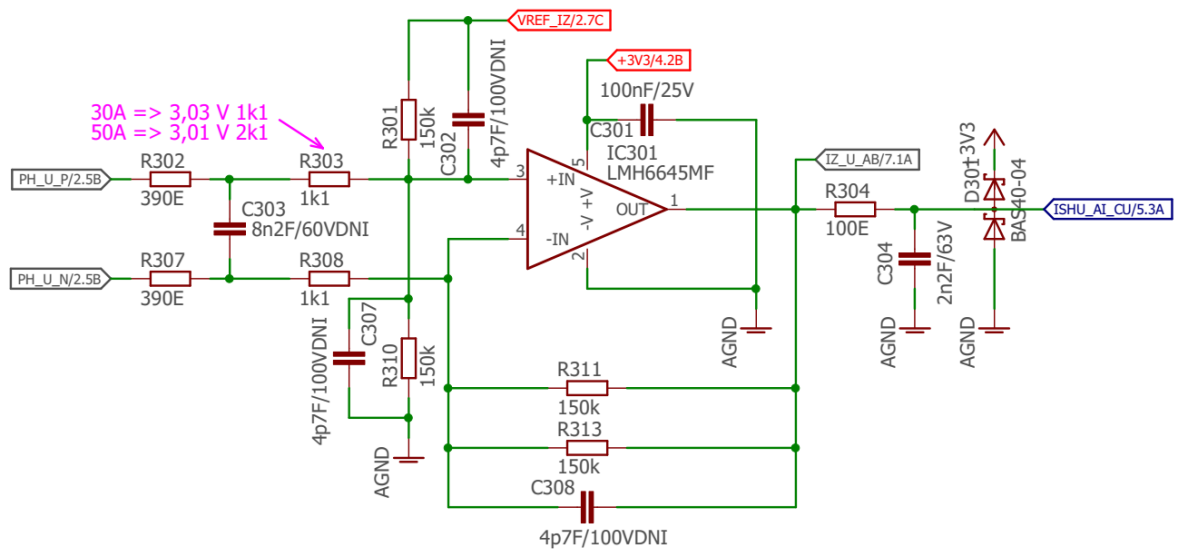 VREF_IZ/2.7C
+3V3/4.2B
100nF/25V
C301
30A => 3,03 V 1k1
50A => 3,01 V 2k1
R301
150k
C302
4p7F/100VDNI
IC301
LMH6645MF
IZ_U_AB/7.1A
PH_U_P/2.5B
R302
390E
R303
1k1
3
+IN
5
-V +V
OUT
1
4
-IN
2
R304
100E
D301
+3V3
BAS40-04
ISHU_AI_CU/5.3A
C303
8n2F/60VDNI
PH_U_N/2.5B
R307
390E
R308
1k1
C304
2n2F/63V
C307
4p7F/100VDNI
R310
150k
AGND
AGND
AGND
AGND
R311
150k
R313
150k
C308
4p7F/100VDNI